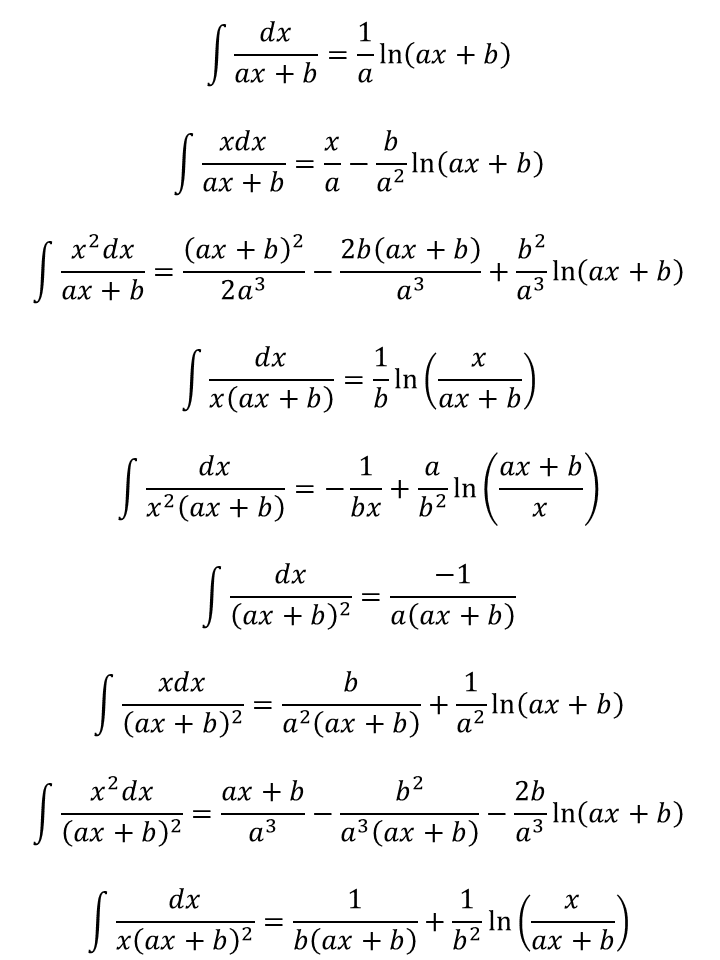 ∫ dx/(ax + b) = 1/a ln(ax + b)
∫ xdx/(ax + b) = x/a − b/a² ln(ax + b)
∫ x²dx/(ax + b) = (ax + b)²/2a³ − 2b(ax + b)/a³ + b²/a³ ln(ax + b)
∫ dx/(x(ax + b)) = 1/b ln(x/(ax + b))
∫ dx/(x²(ax + b)) = −1/bx + a/b² ln((ax + b)/x)
∫ dx/(ax + b)² = −1/(a(ax + b))
∫ xdx/(ax + b)² = b/(a²(ax + b)) + 1/a² ln(ax + b)
∫ x²dx/(ax + b)² = (ax + b)/a³ − b²/(a³(ax + b)) − 2b/a³ ln(ax + b)
∫ dx/(x(ax + b)²) = 1/(b(ax + b)) + 1/b² ln(x/(ax + b))